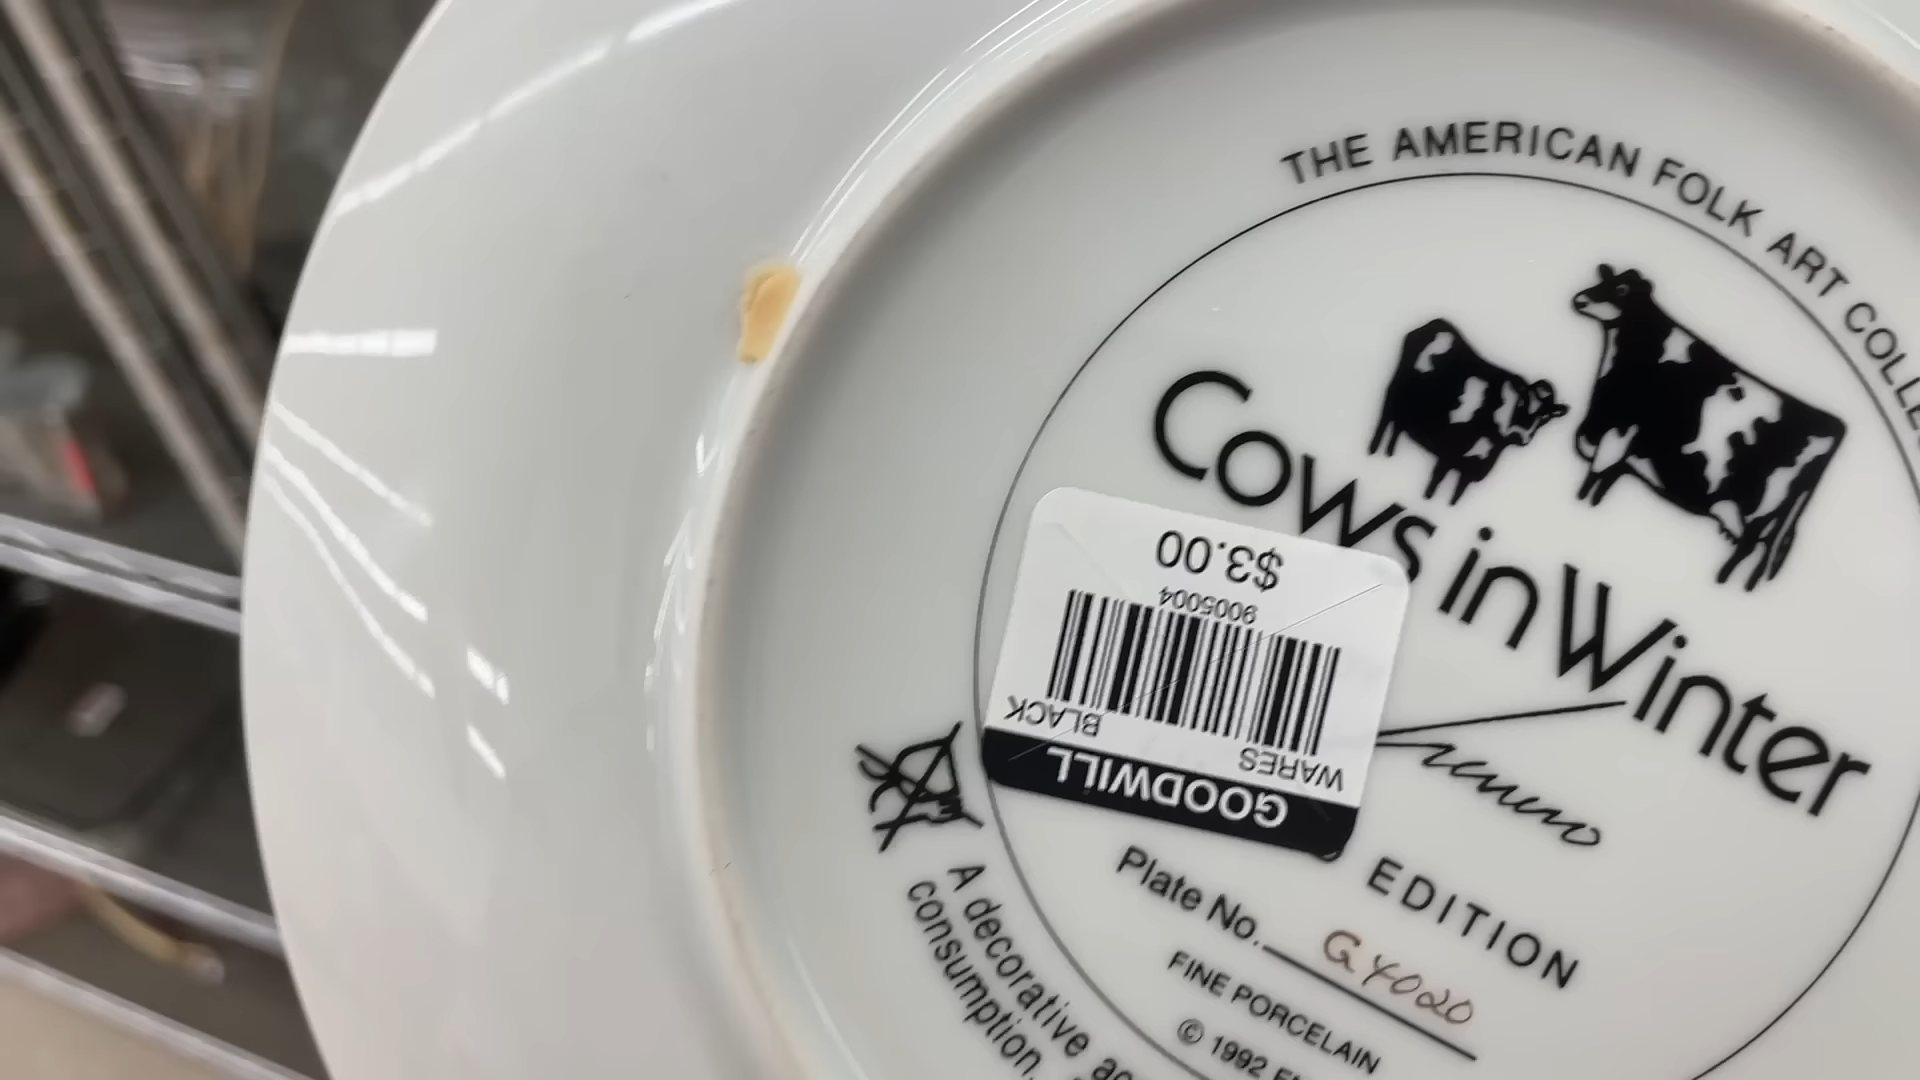 THE AMERICAN FOLK ART
Cows in Winter
$3.00
9005004
BLACK
WARES
GOODWILL
EDITION
Plate No. G4020
FINE PORCELAIN
© 1992
A decorative
consumption.